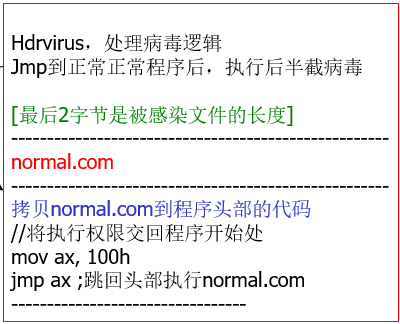 Hdrvirus，处理病毒逻辑
Jmp到正常正常程序后，执行后半截病毒
[最后2字节是被感染文件的长度]
----------------------------------------------------
normal.com
----------------------------------------------------
拷贝normal.com到程序头部的代码
//将执行权限交回程序开始处
mov ax, 100h
jmp ax ;跳回头部执行normal.com
--------------------------------